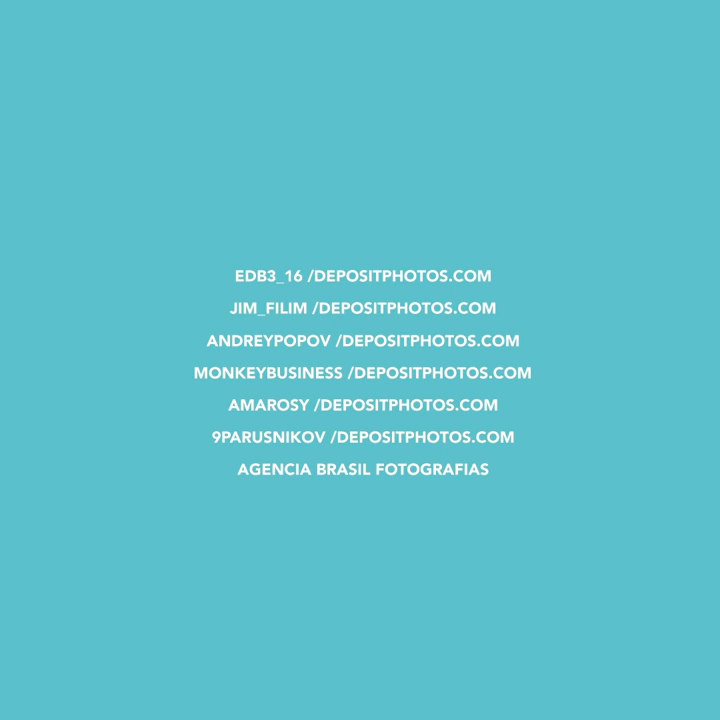 EDB3_16 /DEPOSITPHOTOS.COM
JIM_FILIM /DEPOSITPHOTOS.COM
ANDREYPOPOV /DEPOSITPHOTOS.COM
MONKEYBUSINESS /DEPOSITPHOTOS.COM
AMAROSY /DEPOSITPHOTOS.COM
9PARUSNIKOV /DEPOSITPHOTOS.COM
AGENCIA BRASIL FOTOGRAFIAS